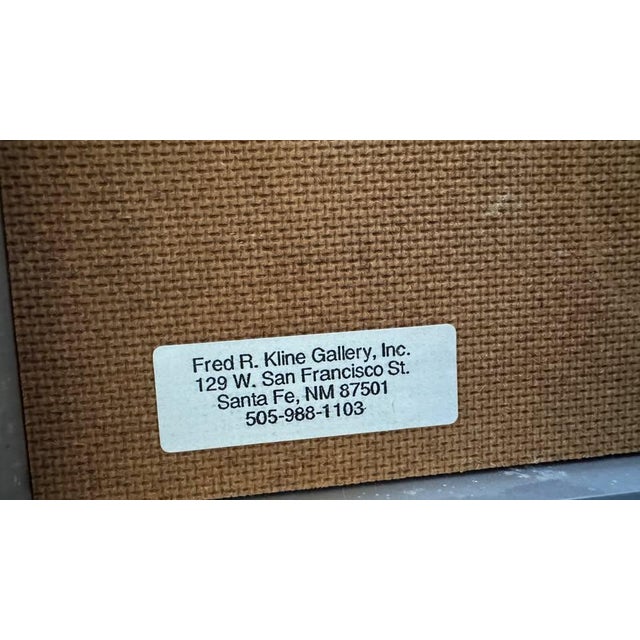 Fred R. Kline Gallery, Inc.
129 W. San Francisco St.
Santa Fe, NM 87501
505-988-1103